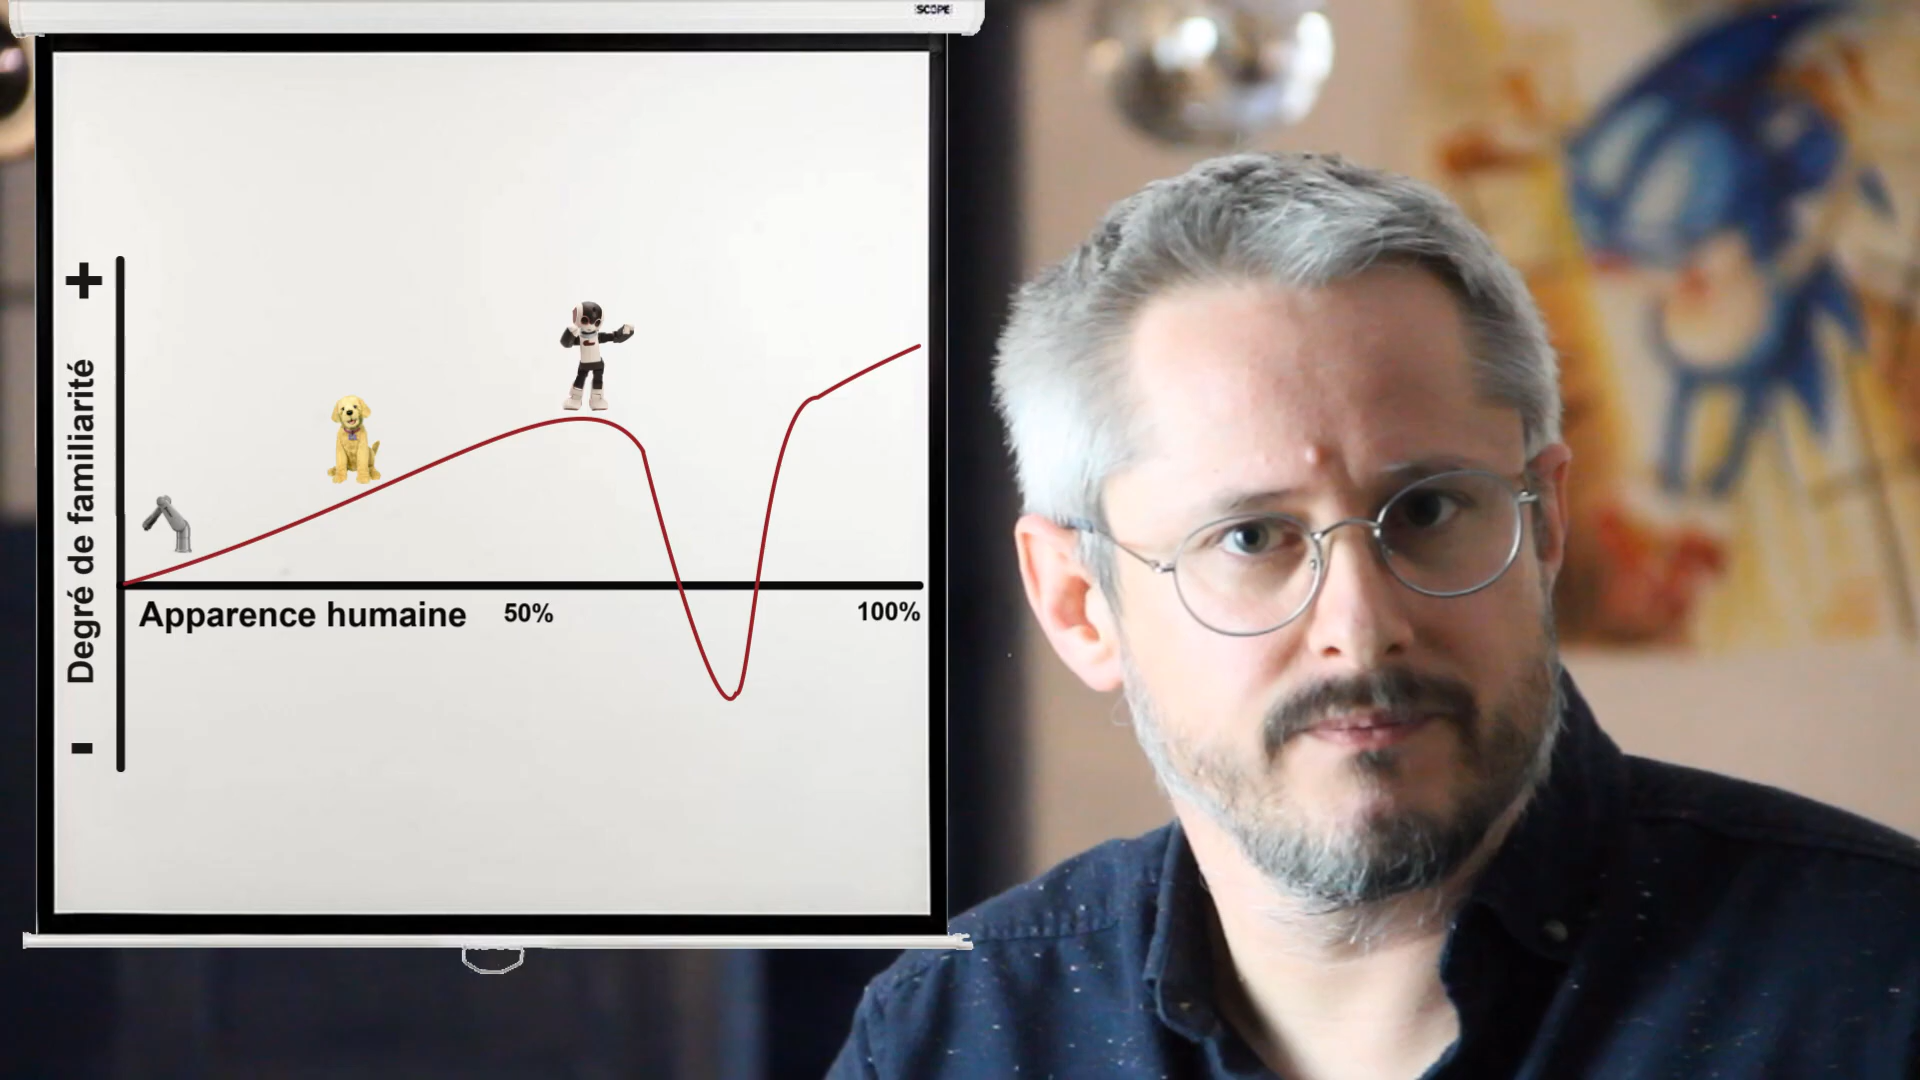 SCOPE
+
Degré de familiarité
-
Apparence humaine
50%
100%